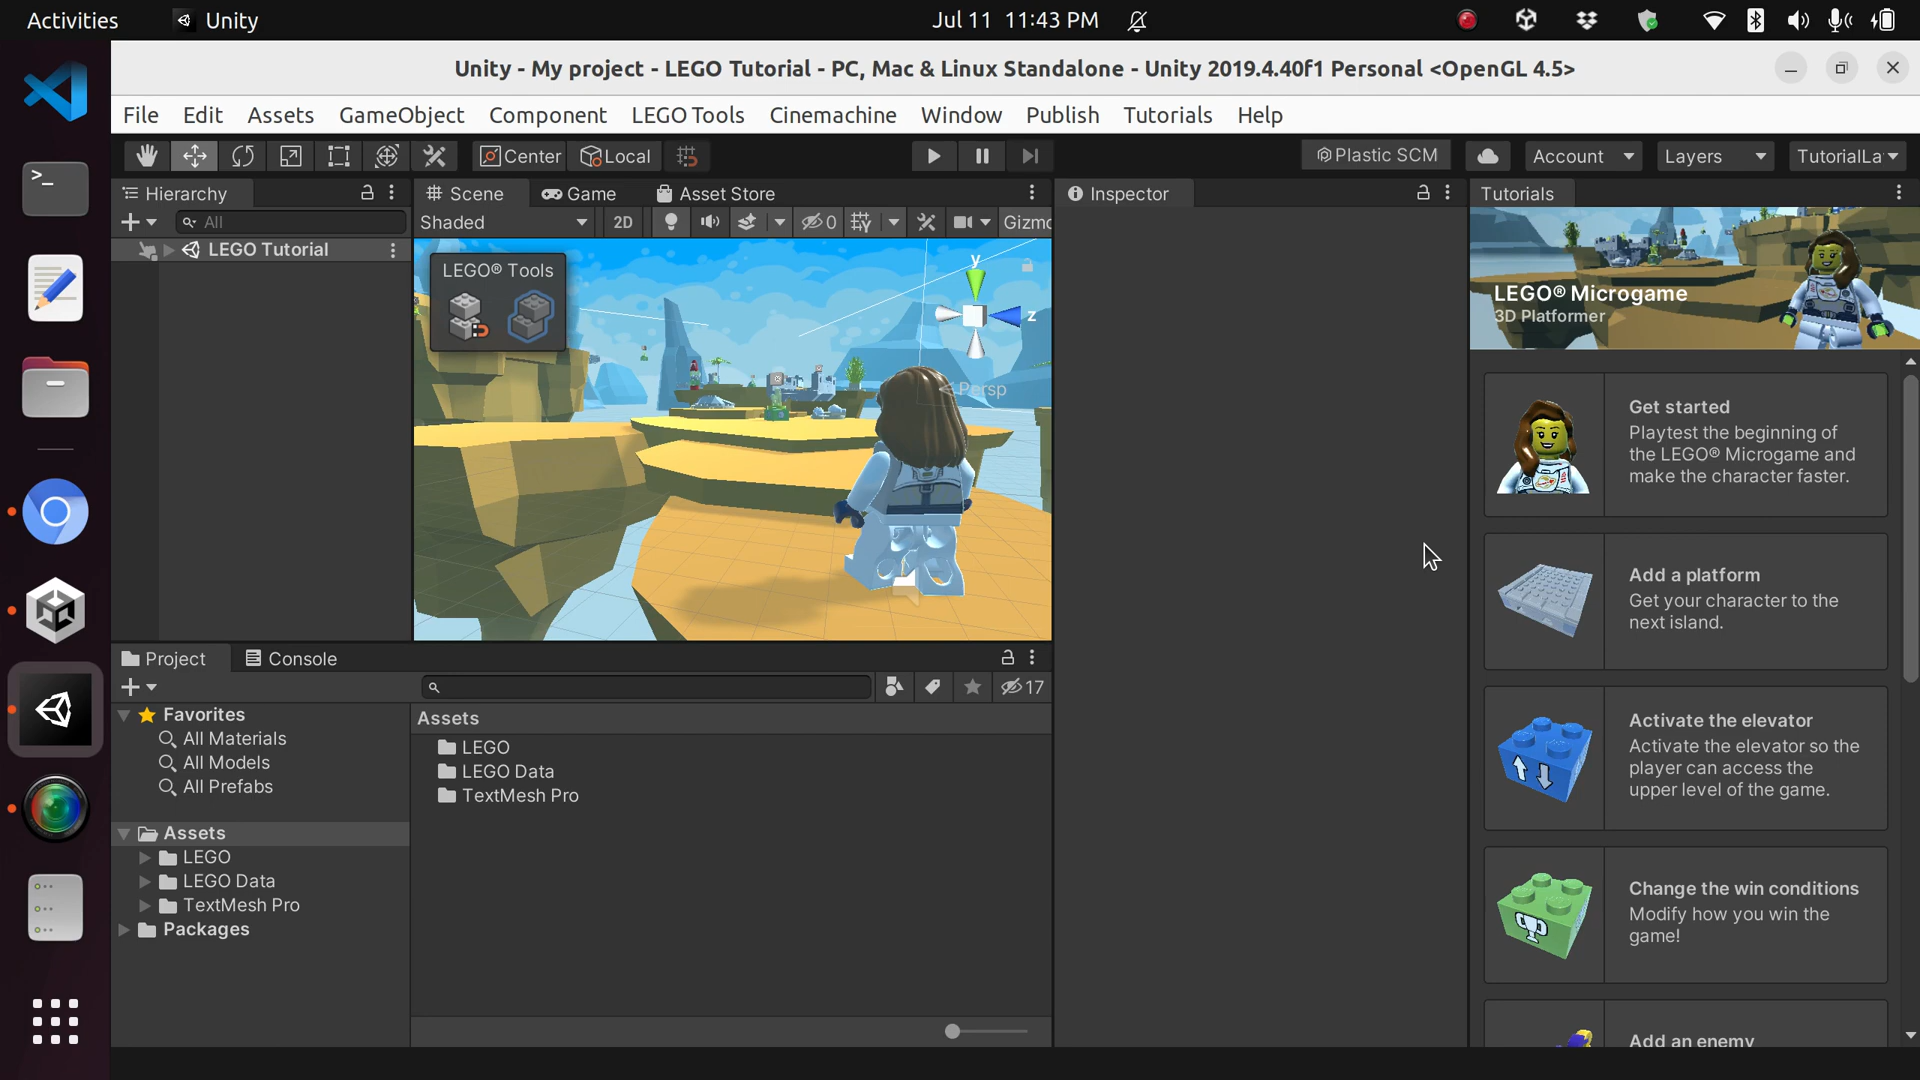 Activities
Unity
Jul 11 11:43 PM
Unity - My project - LEGO Tutorial - PC, Mac & Linux Standalone - Unity 2019.4.40f1 Personal <OpenGL 4.5>
File Edit Assets GameObject Component LEGO Tools Cinemachine Window Publish Tutorials Help
Center Local Plastic SCM Account Layers TutorialLa
Hierarchy
All
LEGO Tutorial
Scene Game Asset Store
Shaded 2D 0 Gizmo
LEGO® Tools
y
z
< Persp
Inspector
Tutorials
LEGO® Microgame
3D Platformer
Get started
Playtest the beginning of
the LEGO® Microgame and
make the character faster.
Add a platform
Get your character to the
next island.
Activate the elevator
Activate the elevator so the
player can access the
upper level of the game.
Change the win conditions
Modify how you win the
game!
Add an enemy
Project Console
17
Favorites
All Materials
All Models
All Prefabs
Assets
LEGO
LEGO Data
TextMesh Pro
Packages
Assets
LEGO
LEGO Data
TextMesh Pro